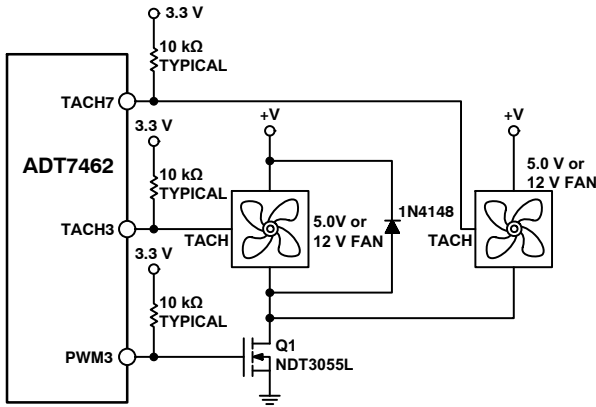 3.3 V
10 kΩ
TYPICAL
TACH7
3.3 V
+V
+V
ADT7462
10 kΩ
TYPICAL
5.0 V or
12 V FAN
1N4148
5.0V or
12 V FAN
TACH3
TACH
TACH
3.3 V
10 kΩ
TYPICAL
Q1
NDT3055L
PWM3